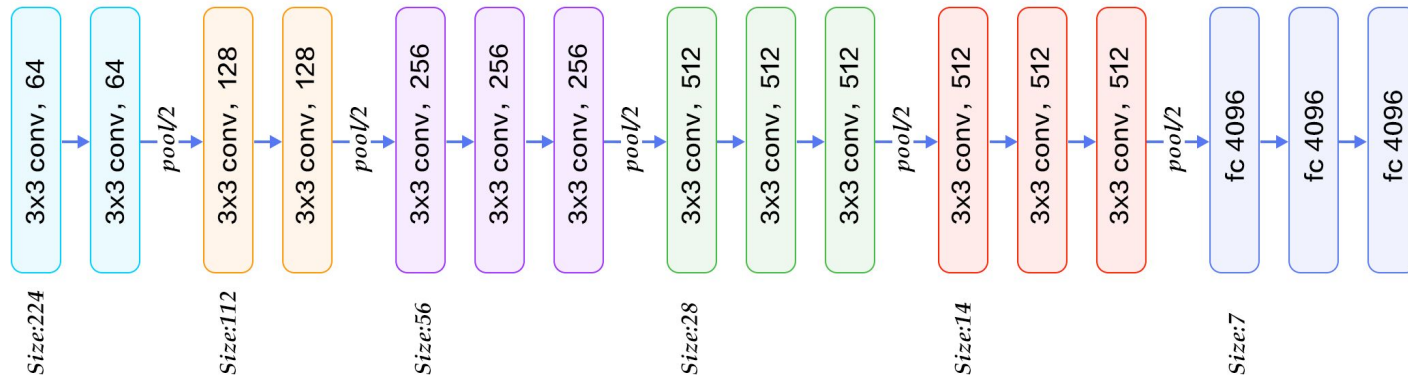 3x3 conv, 64
3x3 conv, 64
pool/2
3x3 conv, 128
3x3 conv, 128
pool/2
3x3 conv, 256
3x3 conv, 256
3x3 conv, 256
pool/2
3x3 conv, 512
3x3 conv, 512
3x3 conv, 512
pool/2
3x3 conv, 512
3x3 conv, 512
3x3 conv, 512
pool/2
fc 4096
fc 4096
fc 4096
Size:224
Size:112
Size:56
Size:28
Size:14
Size:7